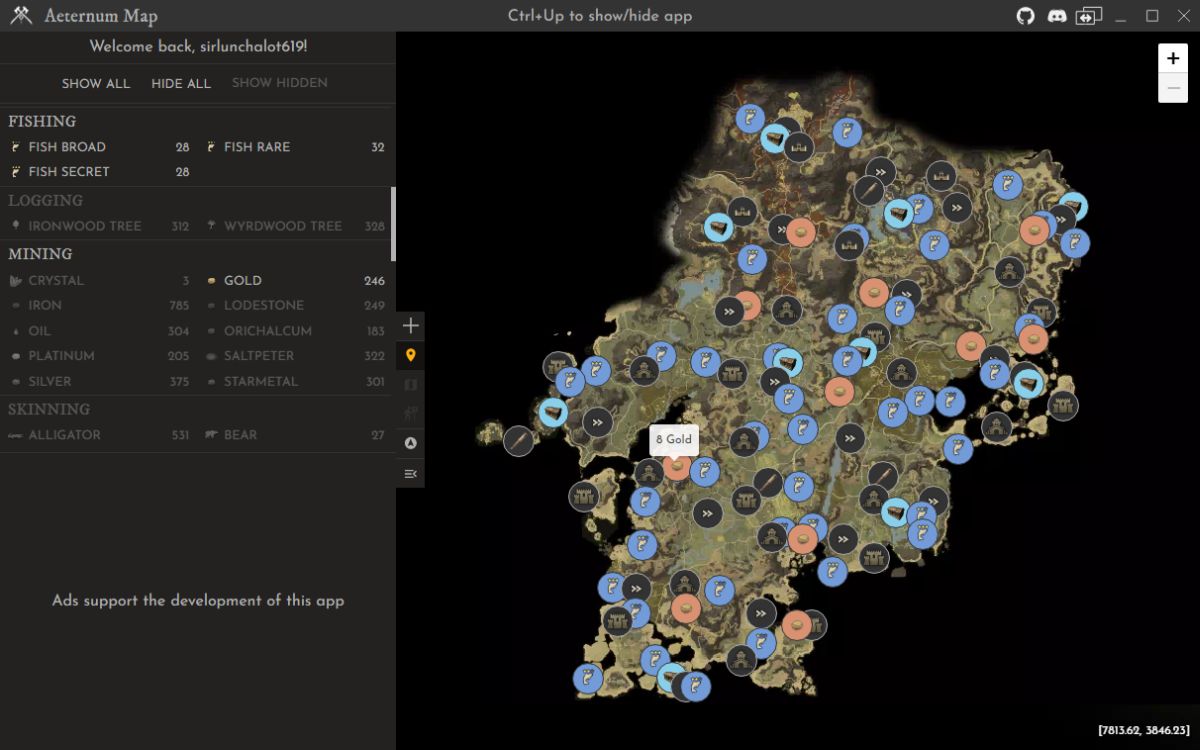 Aeternum Map
Ctrl+Up to show/hide app
Welcome back, sirlunchalot619!
SHOW ALL HIDE ALL SHOW HIDDEN
FISHING
FISH BROAD 28 FISH RARE 32
FISH SECRET 28
LOGGING
IRONWOOD TREE 312 WYRDWOOD TREE 328
MINING
CRYSTAL 3 GOLD 246
IRON 785 LODESTONE 249
OIL 304 ORICHALCUM 183
PLATINUM 205 SALTPETER 322
SILVER 375 STARMETAL 301
SKINNING
ALLIGATOR 531 BEAR 27
8 Gold
Ads support the development of this app
[7813.62, 3846.23]